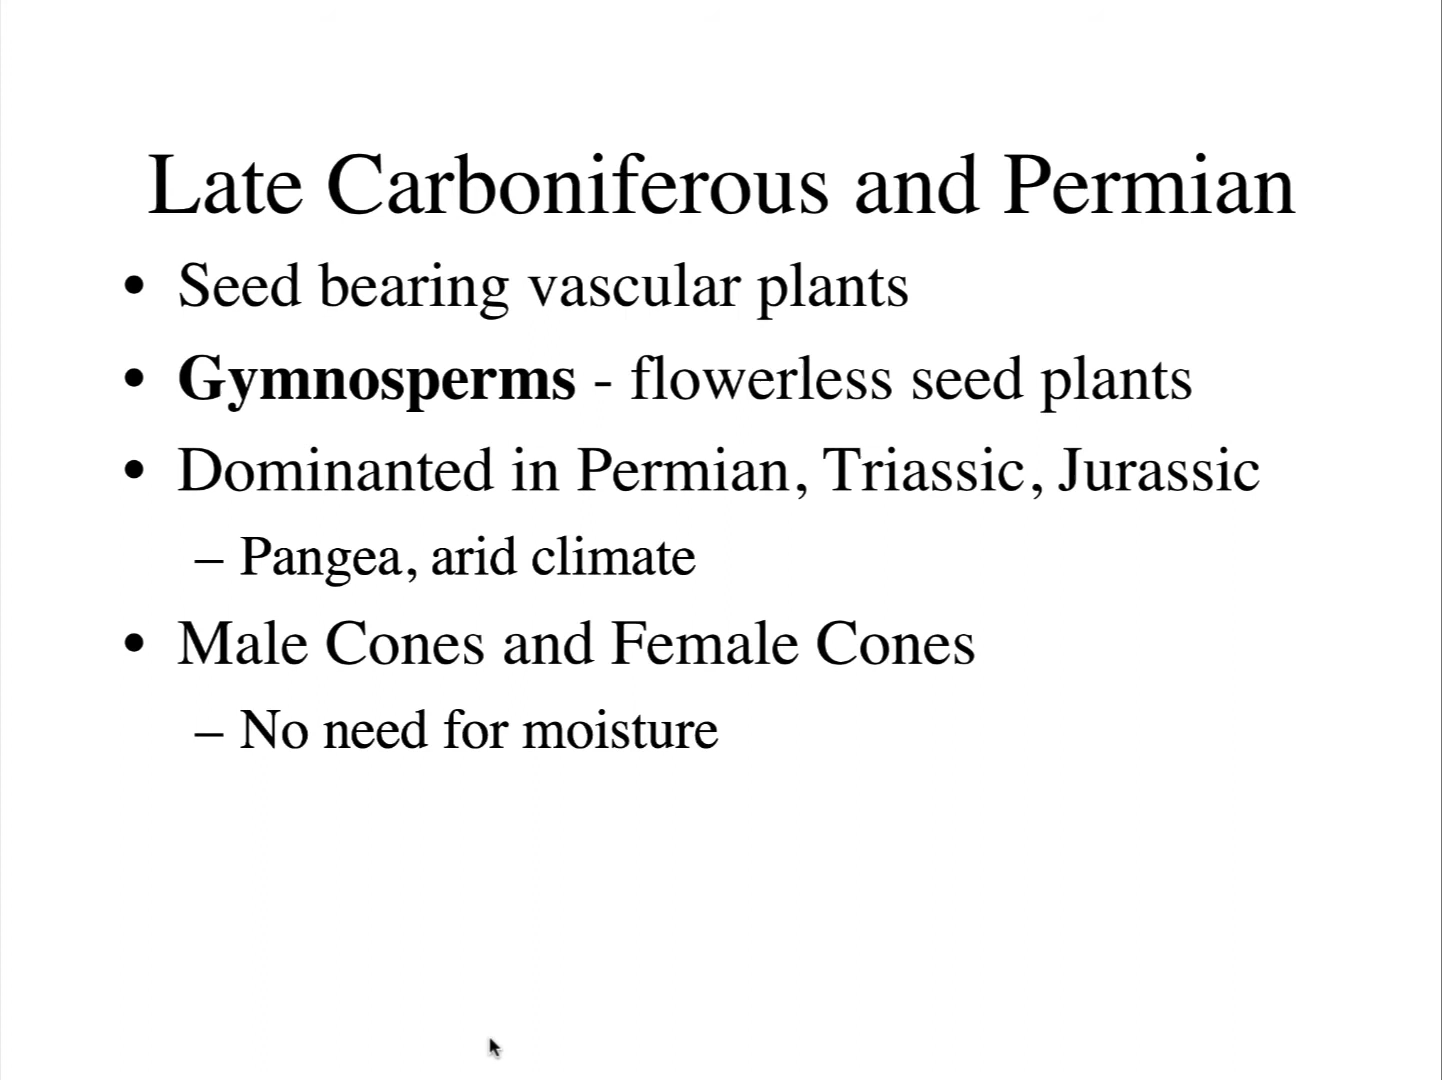 Late Carboniferous and Permian
• Seed bearing vascular plants
• Gymnosperms - flowerless seed plants
• Dominanted in Permian, Triassic, Jurassic
– Pangea, arid climate
• Male Cones and Female Cones
– No need for moisture